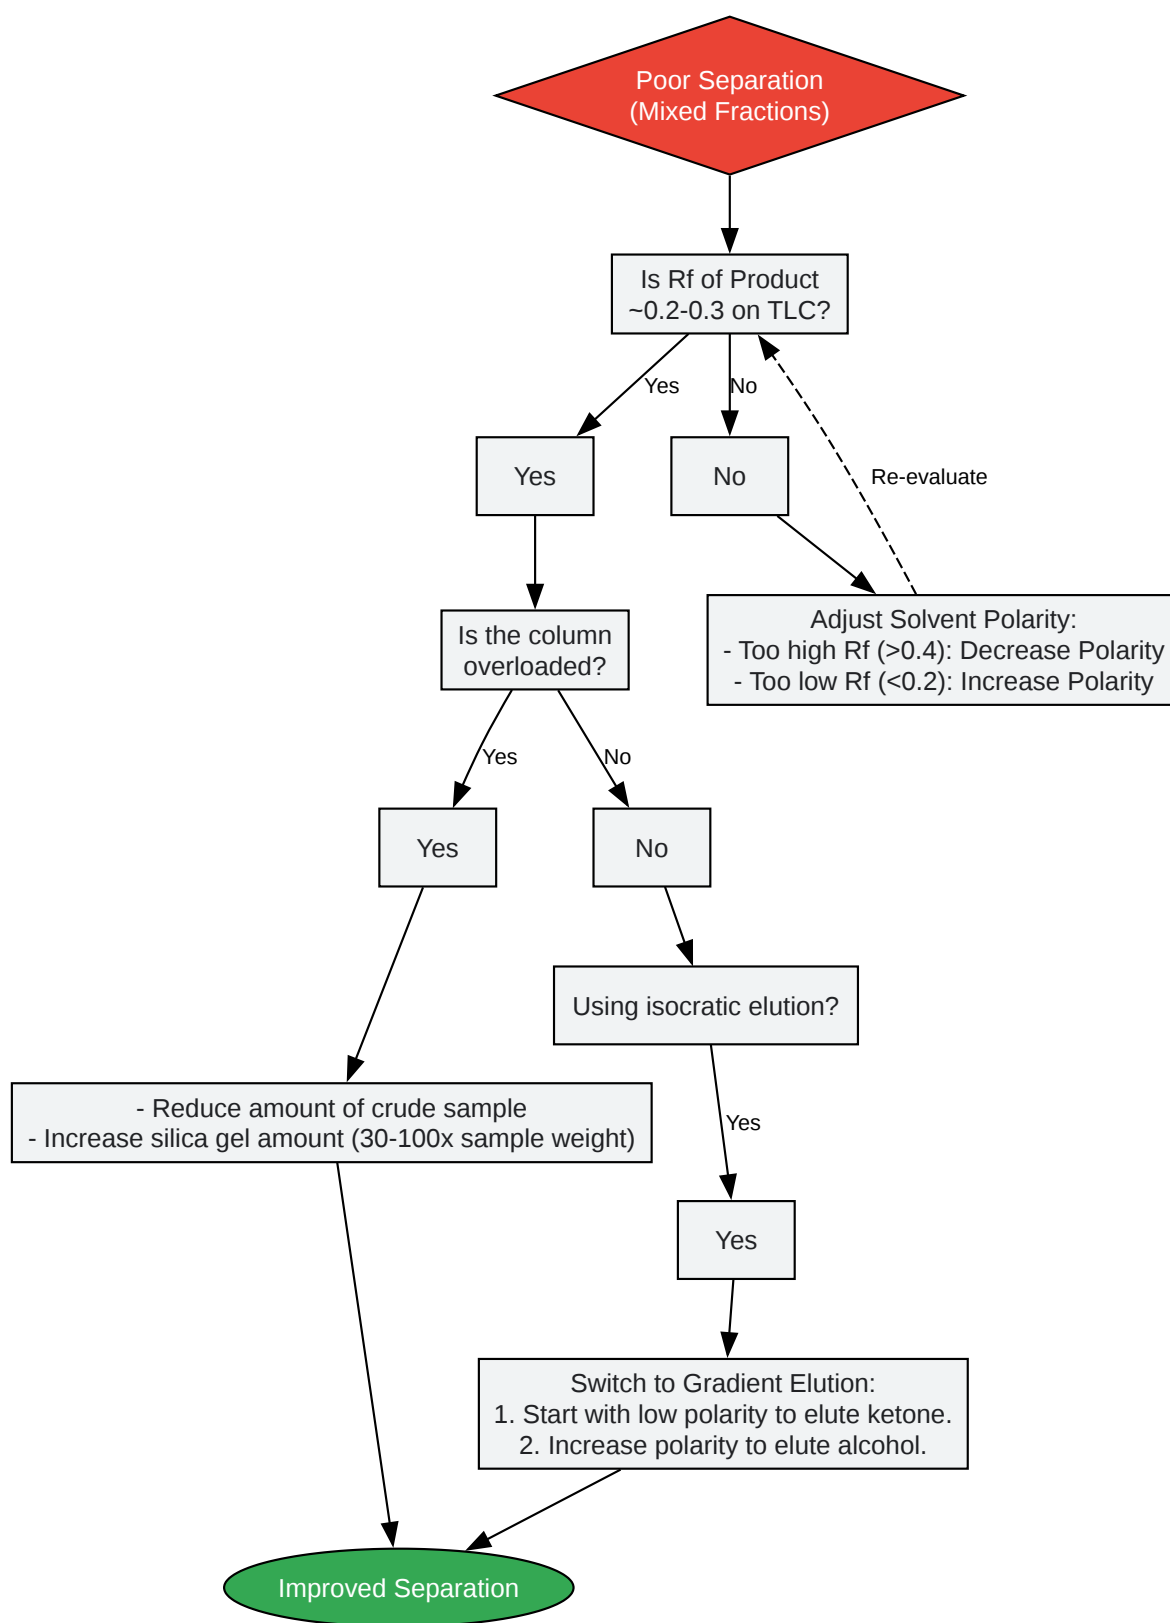 Poor Separation
(Mixed Fractions)
Is Rf of Product
~0.2-0.3 on TLC?
Yes
No
Yes
No
Re-evaluate
Adjust Solvent Polarity:
- Too high Rf (>0.4): Decrease Polarity
- Too low Rf (<0.2): Increase Polarity
Is the column
overloaded?
Yes
No
Yes
No
Using isocratic elution?
- Reduce amount of crude sample
- Increase silica gel amount (30-100x sample weight)
Yes
Yes
Switch to Gradient Elution:
1. Start with low polarity to elute ketone.
2. Increase polarity to elute alcohol.
Improved Separation